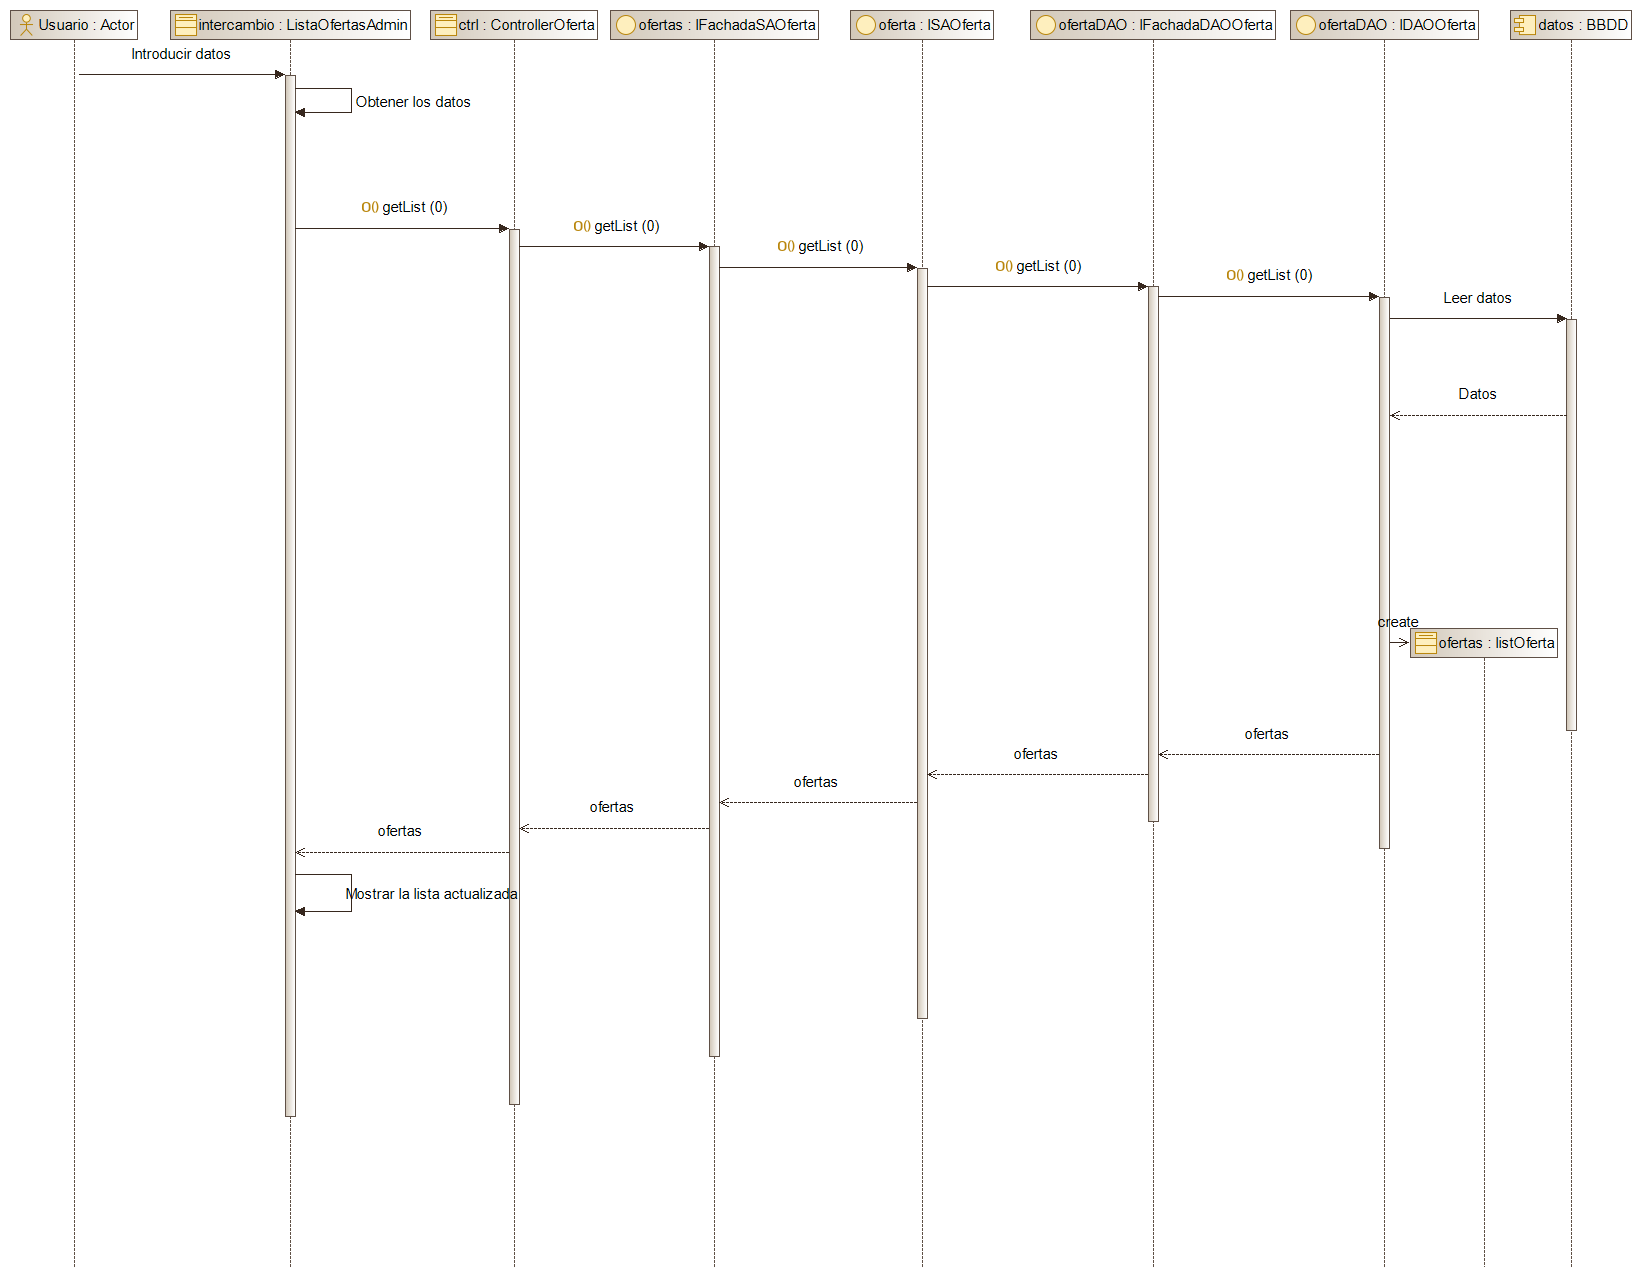 Usuario : Actor
intercambio : ListaOfertasAdmin
ctrl : ControllerOferta
ofertas : IFachadaSAOferta
oferta : ISAOferta
ofertaDAO : IFachadaDAOOferta
ofertaDAO : IDAOOferta
datos : BBDD
Introducir datos
Obtener los datos
O() getList (0)
O() getList (0)
O() getList (0)
O() getList (0)
O() getList (0)
Leer datos
Datos
create
ofertas : listOferta
ofertas
ofertas
ofertas
ofertas
ofertas
Mostrar la lista actualizada